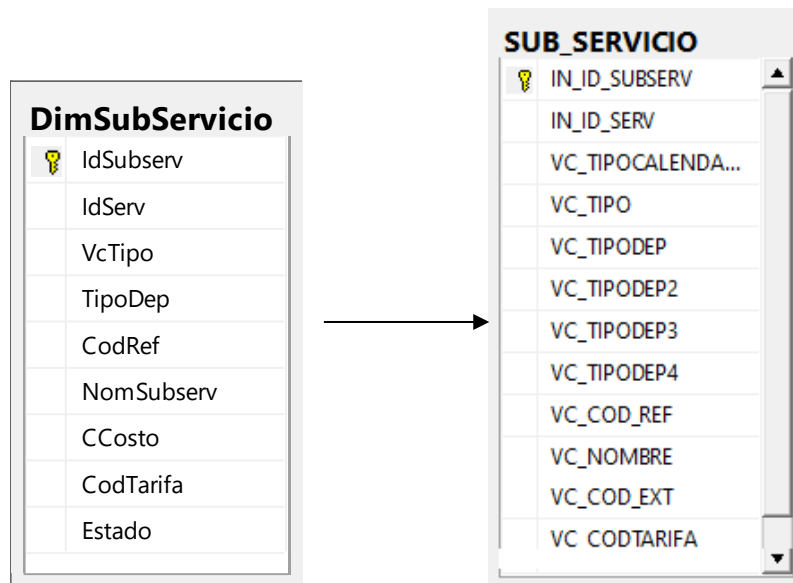 DimSubServicio
IdSubserv
IdServ
VcTipo
TipoDep
CodRef
NomSubserv
CCosto
CodTarifa
Estado
SUB_SERVICIO
IN_ID_SUBSERV
IN_ID_SERV
VC_TIPOCALENDA...
VC_TIPO
VC_TIPODEP
VC_TIPODEP2
VC_TIPODEP3
VC_TIPODEP4
VC_COD_REF
VC_NOMBRE
VC_COD_EXT
VC_CODTARIFA